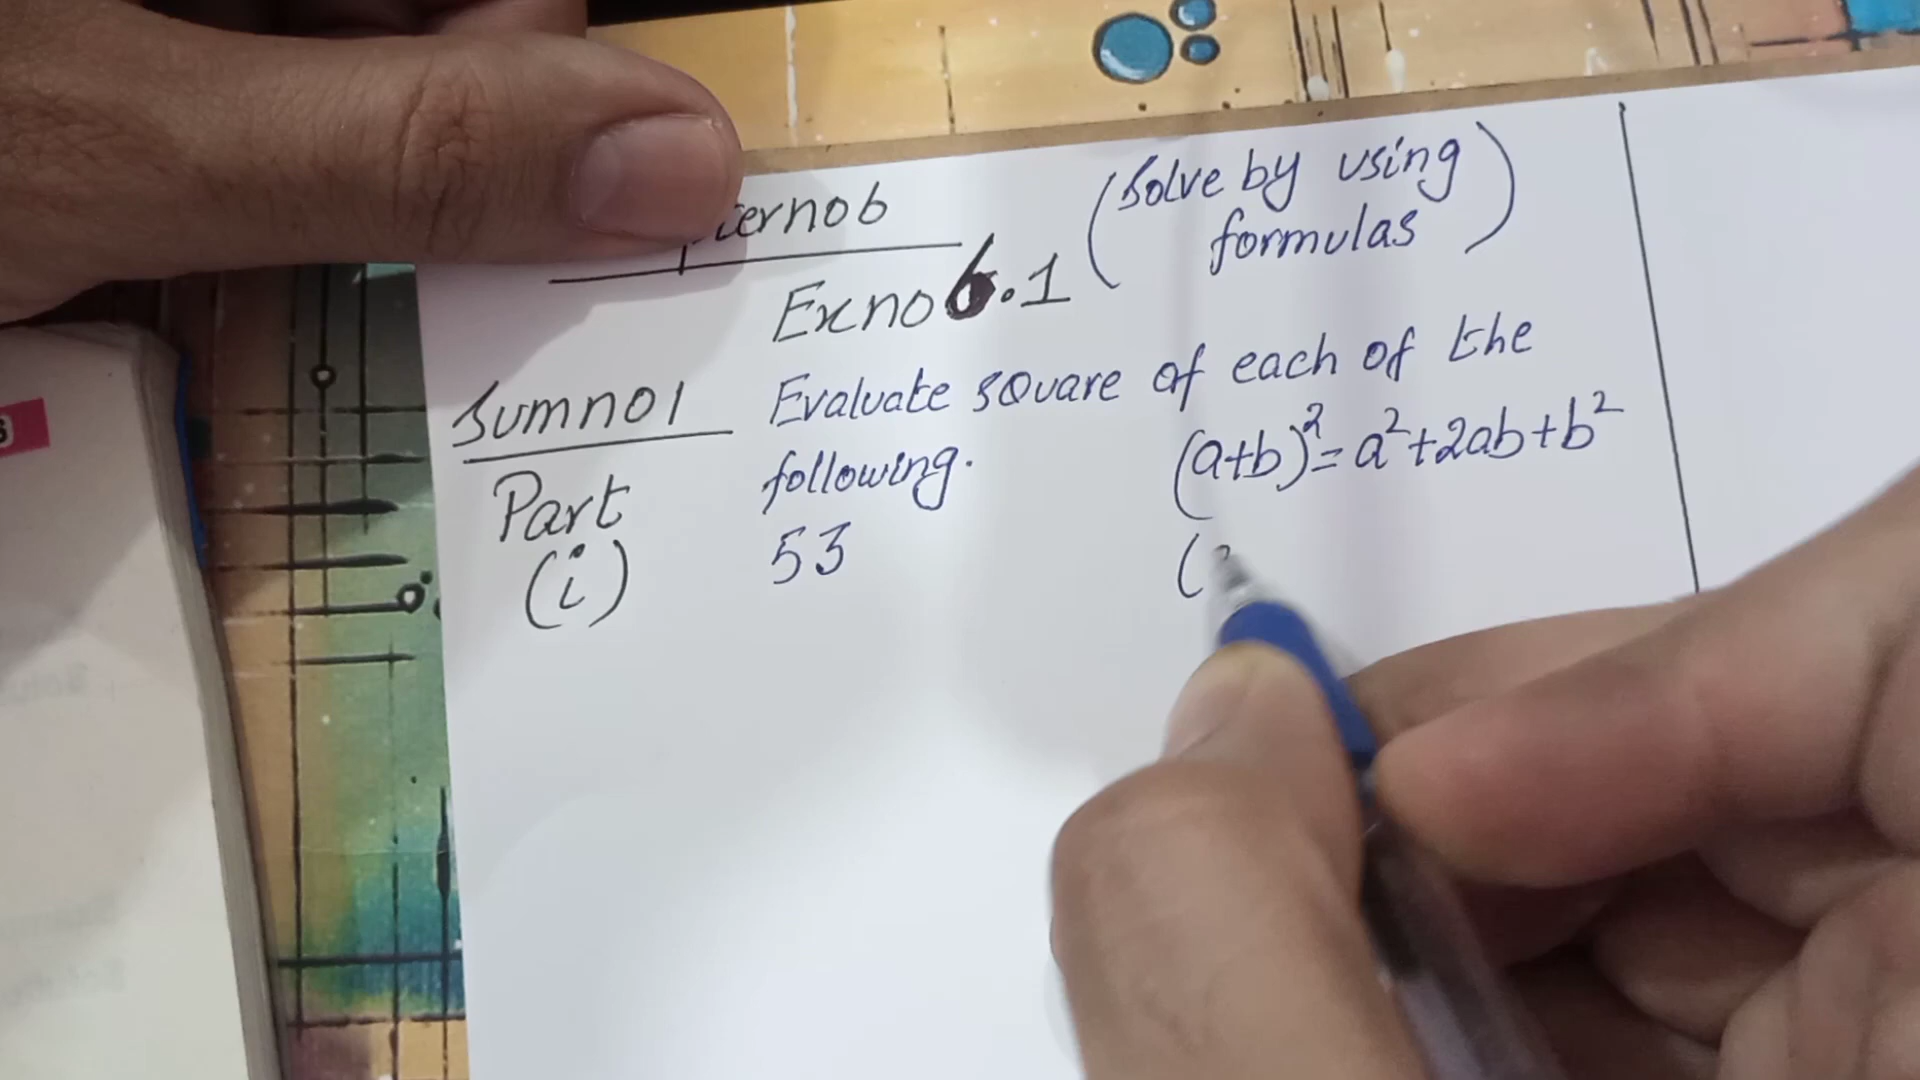 (solve by using
formulas)
Exno 6.1
Sumno1 Evaluate square of each of the
following. (a+b)²=a²+2ab+b²
Part
(i) 53 (